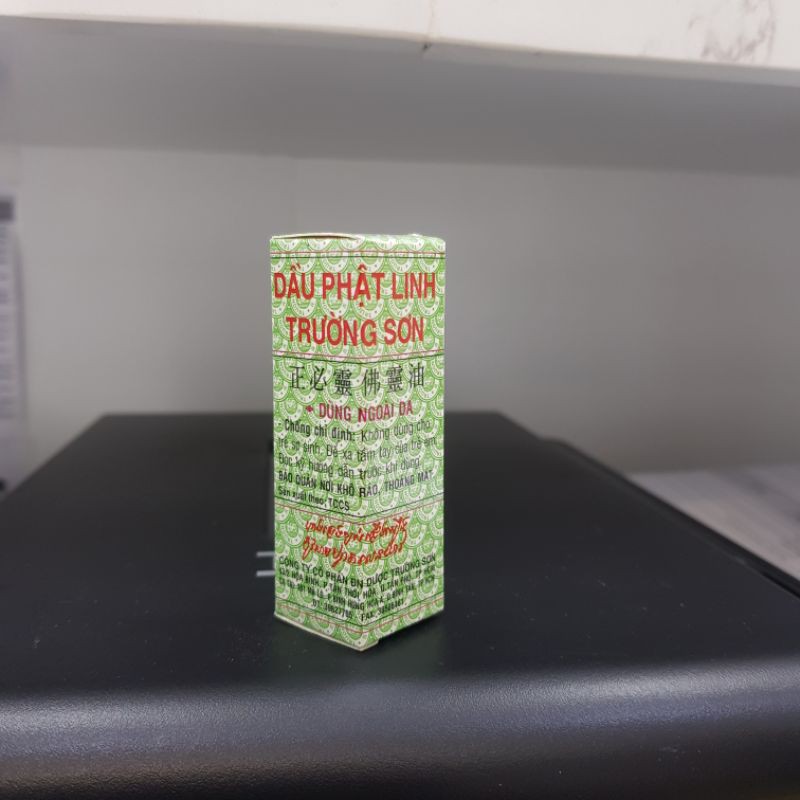 DẦU PHẬT LINH
TRƯỜNG SƠN
正必靈佛靈油
DÙNG NGOÀI DA
Chống chỉ định: Không dùng cho
trẻ sơ sinh. Để xa tầm tay của trẻ em
Đọc kỹ hướng dẫn trước khi dùng
BẢO QUẢN NƠI KHÔ RÁO, THOÁNG MÁT
Sản xuất theo: TCCS
CÔNG TY CỔ PHẦN ĐN DƯỢC TRƯỜNG SƠN